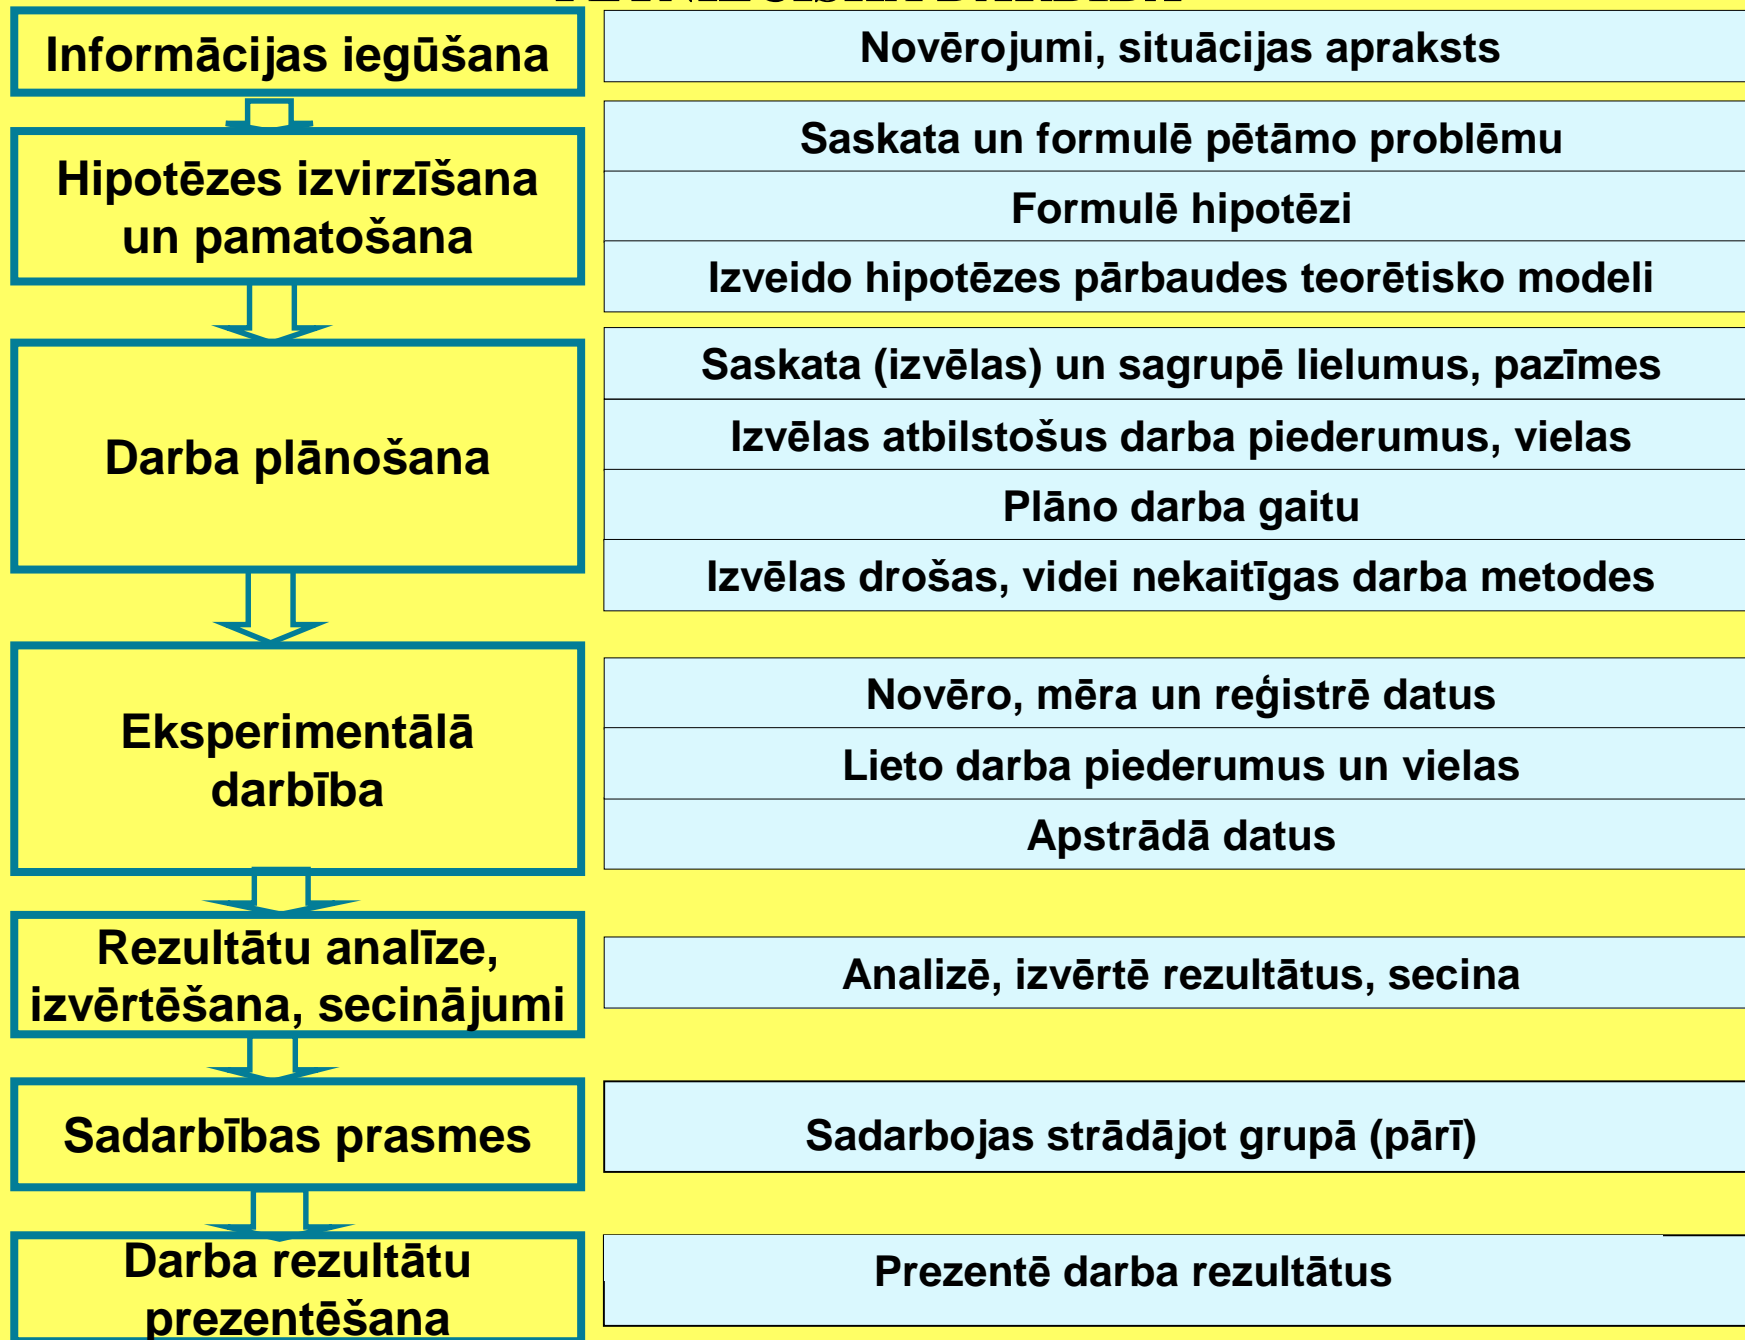 Informācijas iegūšana
Novērojumi, situācijas apraksts
Hipotēzes izvirzīšana
un pamatošana
Saskata un formulē pētāmo problēmu
Formulē hipotēzi
Izveido hipotēzes pārbaudes teorētisko modeli
Darba plānošana
Saskata (izvēlas) un sagrupē lielumus, pazīmes
Izvēlas atbilstošus darba piederumus, vielas
Plāno darba gaitu
Izvēlas drošas, videi nekaitīgas darba metodes
Eksperimentālā
darbība
Novēro, mēra un reģistrē datus
Lieto darba piederumus un vielas
Apstrādā datus
Rezultātu analīze,
izvērtēšana, secinājumi
Analizē, izvērtē rezultātus, secina
Sadarbības prasmes
Sadarbojas strādājot grupā (pārī)
Darba rezultātu
prezentēšana
Prezentē darba rezultātus